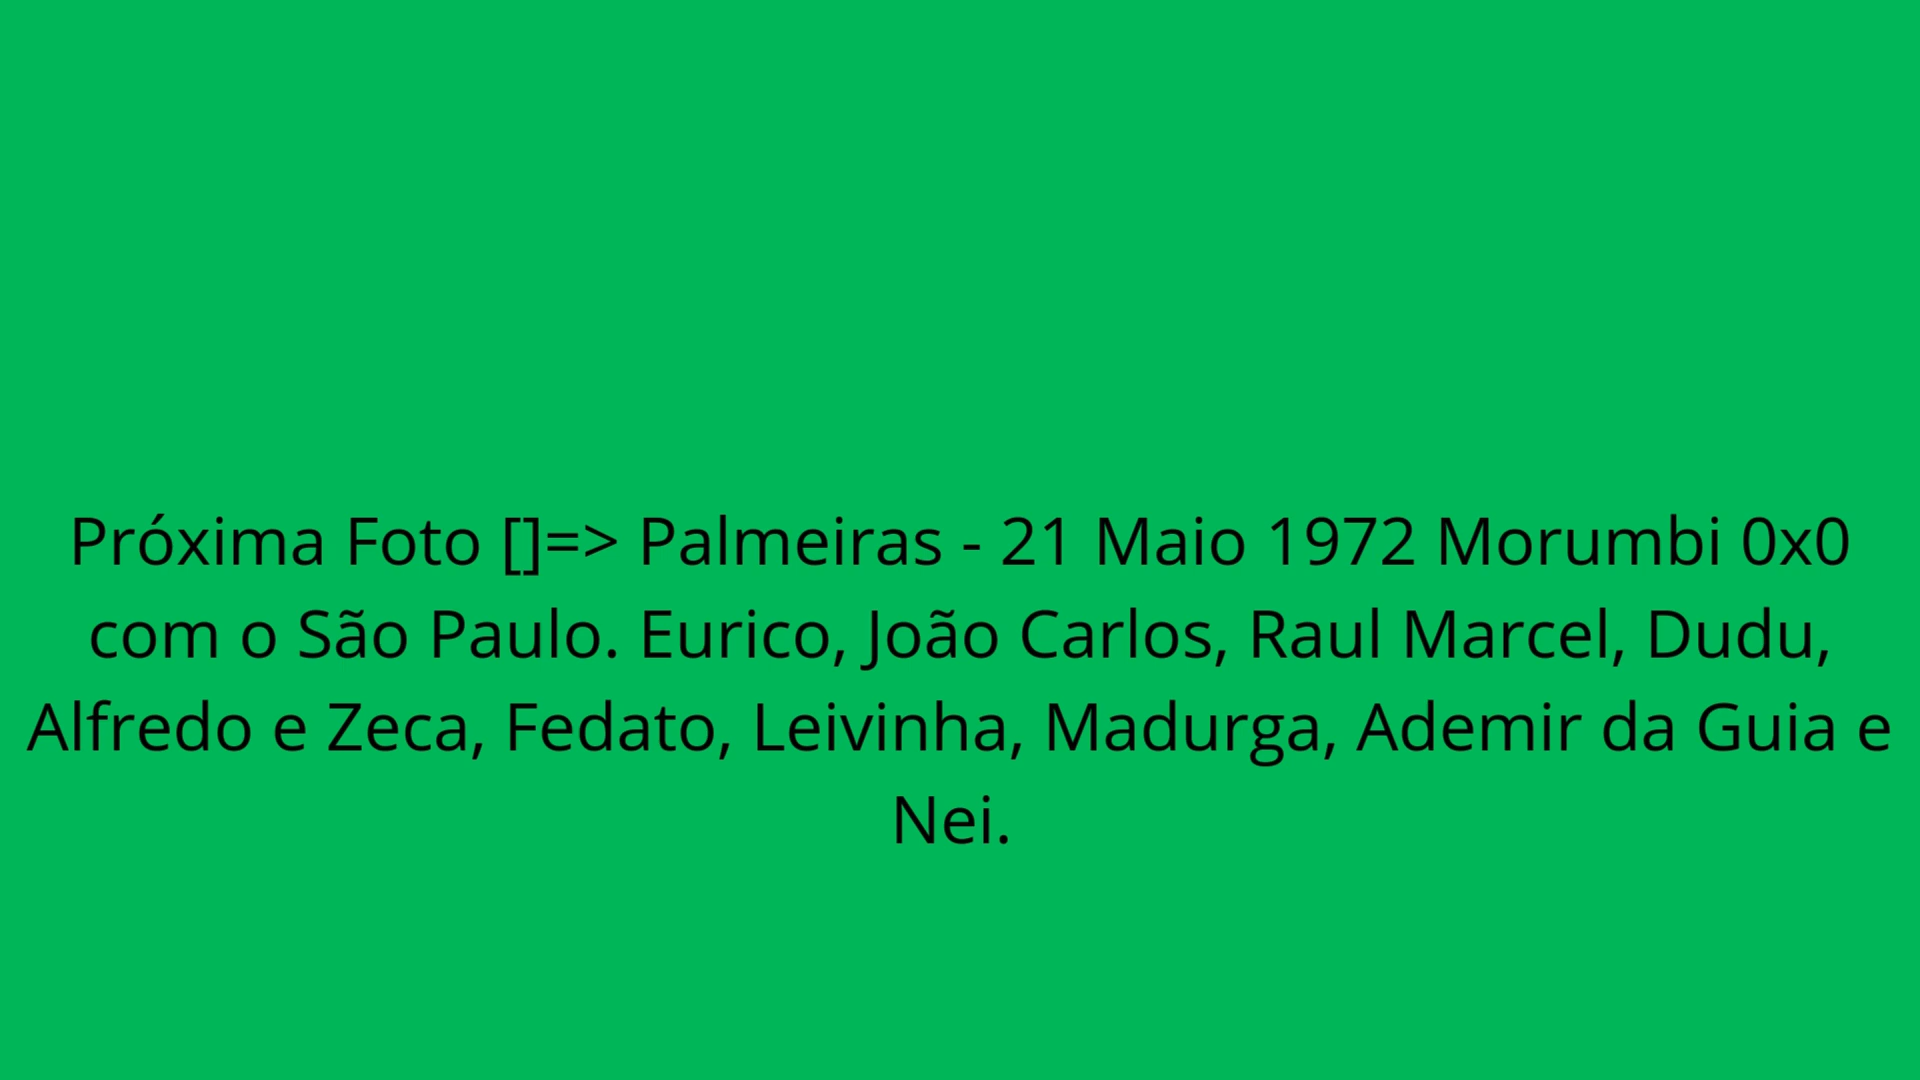 Próxima Foto []=> Palmeiras - 21 Maio 1972 Morumbi 0x0
com o São Paulo. Eurico, João Carlos, Raul Marcel, Dudu,
Alfredo e Zeca, Fedato, Leivinha, Madurga, Ademir da Guia e
Nei.